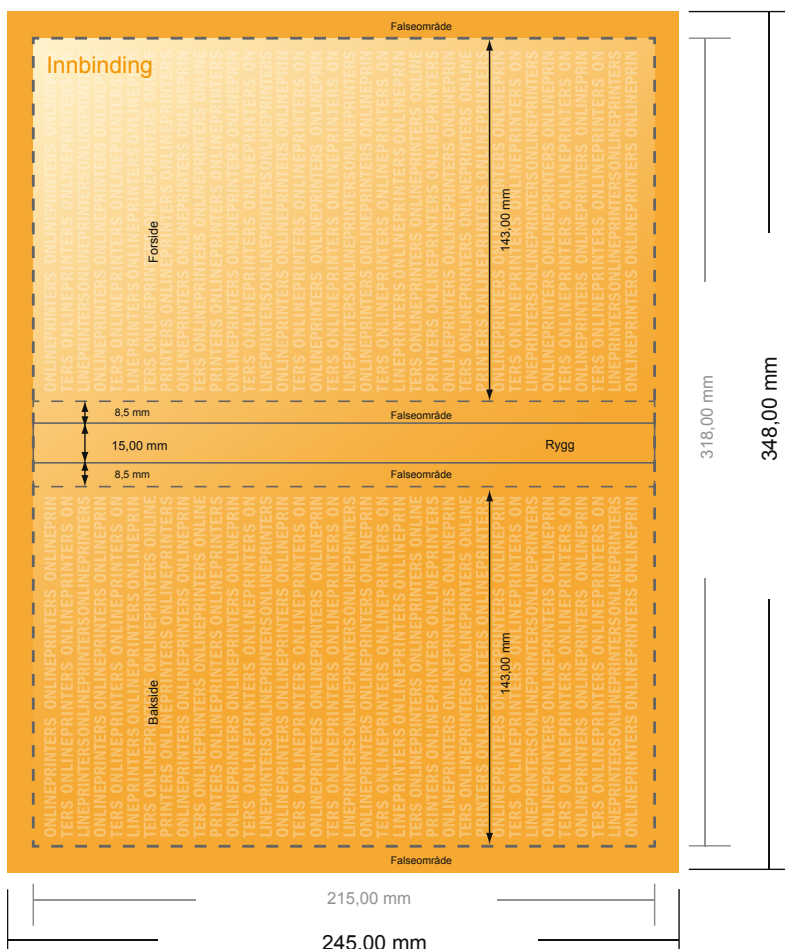 Falseområde
Innbinding
Forside
143,00 mm
8,5 mm
Falseområde
15,00 mm
Rygg
8,5 mm
Falseområde
Bakside
143,00 mm
Falseområde
318,00 mm
348,00 mm
215,00 mm
245,00 mm